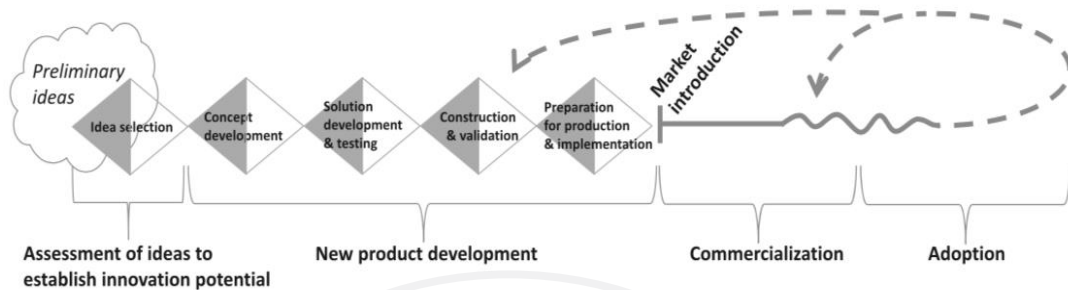 Preliminary
ideas
Idea selection
Concept
development
Solution
development
& testing
Construction
& validation
Preparation
for production
& implementation
Market
introduction
Assessment of ideas to
establish innovation potential
New product development
Commercialization
Adoption